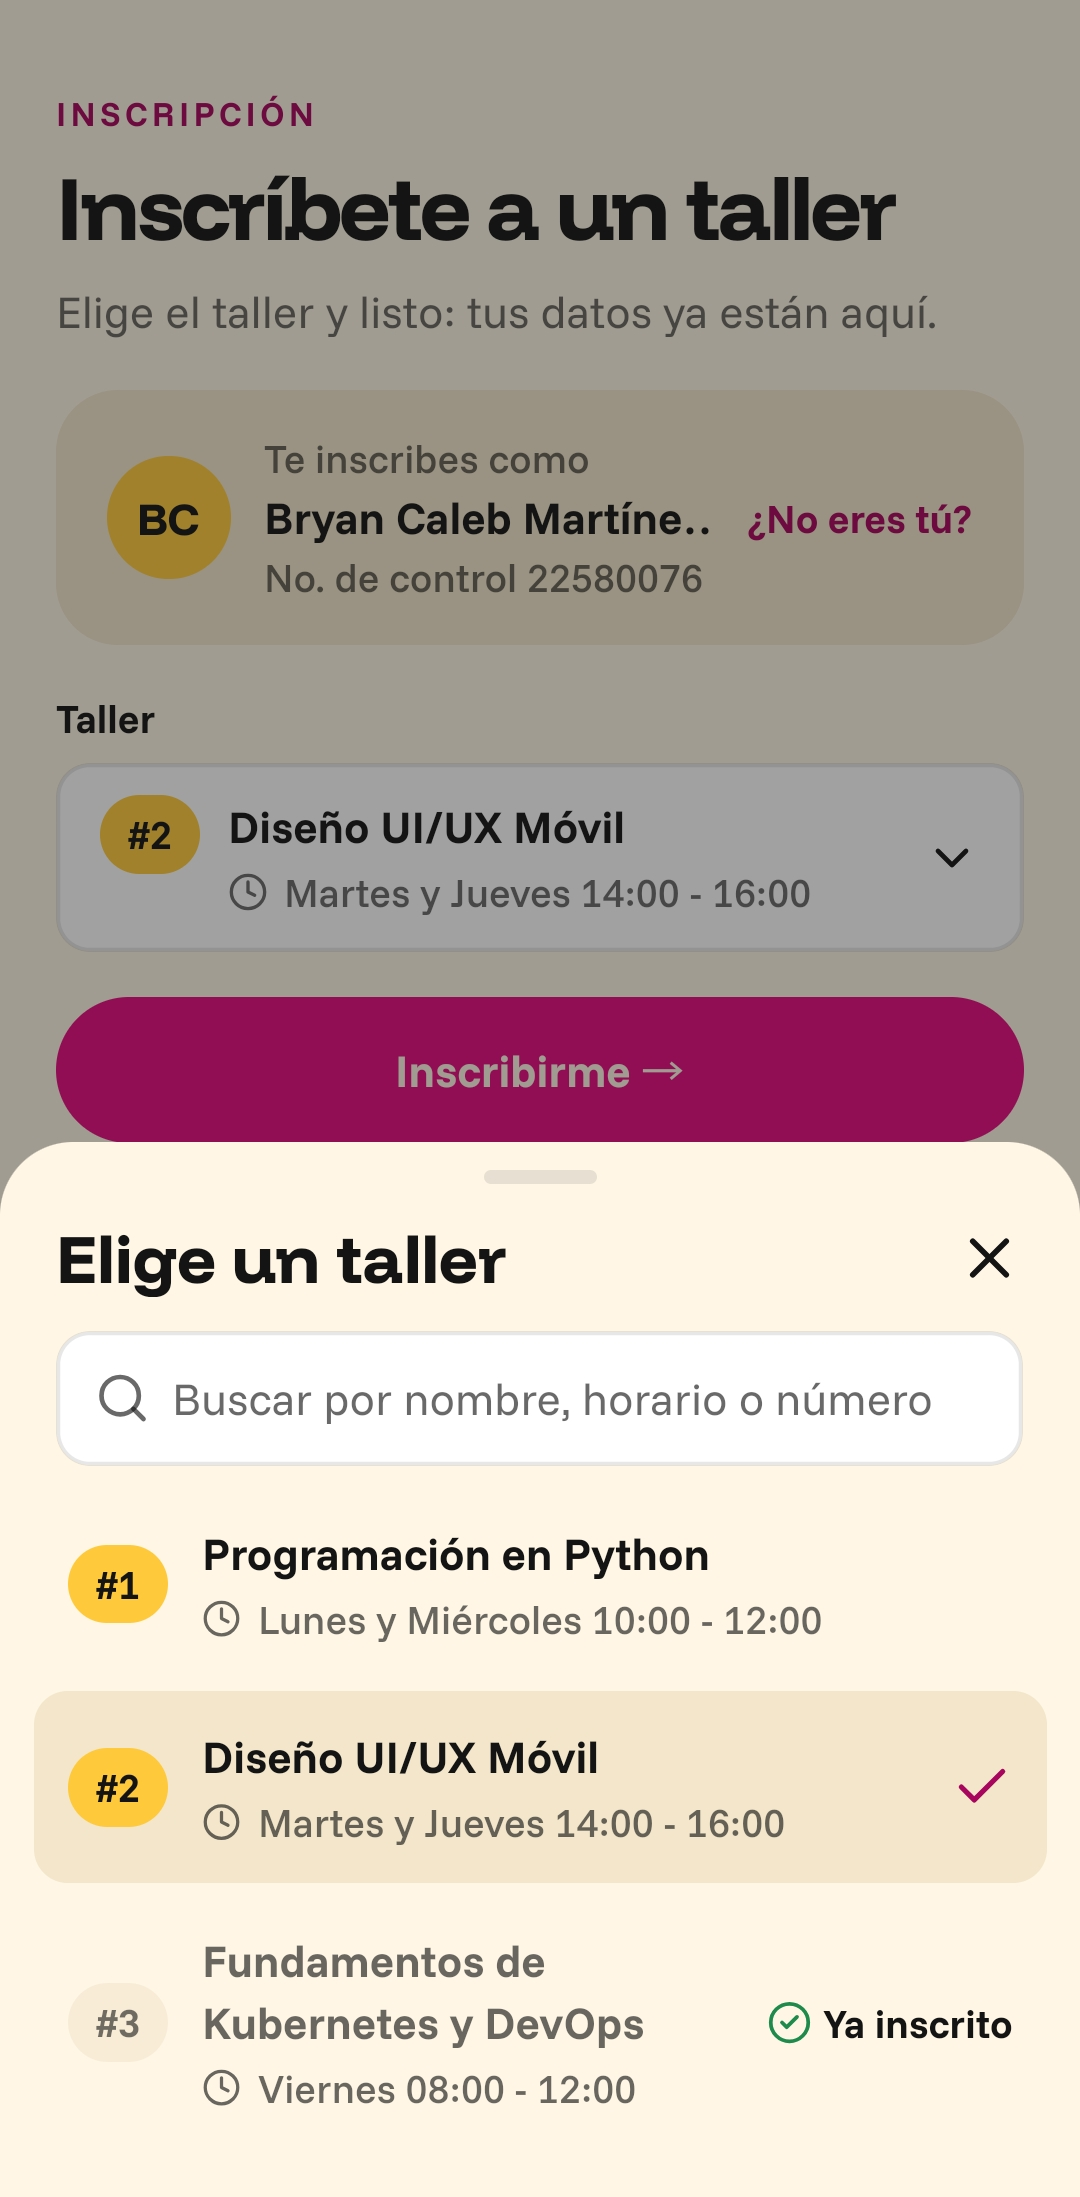 INSCRIPCIÓN
Inscríbete a un taller
Elige el taller y listo: tus datos ya están aquí.
BC
Te inscribes como
Bryan Caleb Martíne..
¿No eres tú?
No. de control 22580076
Taller
#2
Diseño UI/UX Móvil
Martes y Jueves 14:00 - 16:00
Inscribirme →
Elige un taller
Buscar por nombre, horario o número
#1
Programación en Python
Lunes y Miércoles 10:00 - 12:00
#2
Diseño UI/UX Móvil
Martes y Jueves 14:00 - 16:00
#3
Fundamentos de
Kubernetes y DevOps
Ya inscrito
Viernes 08:00 - 12:00